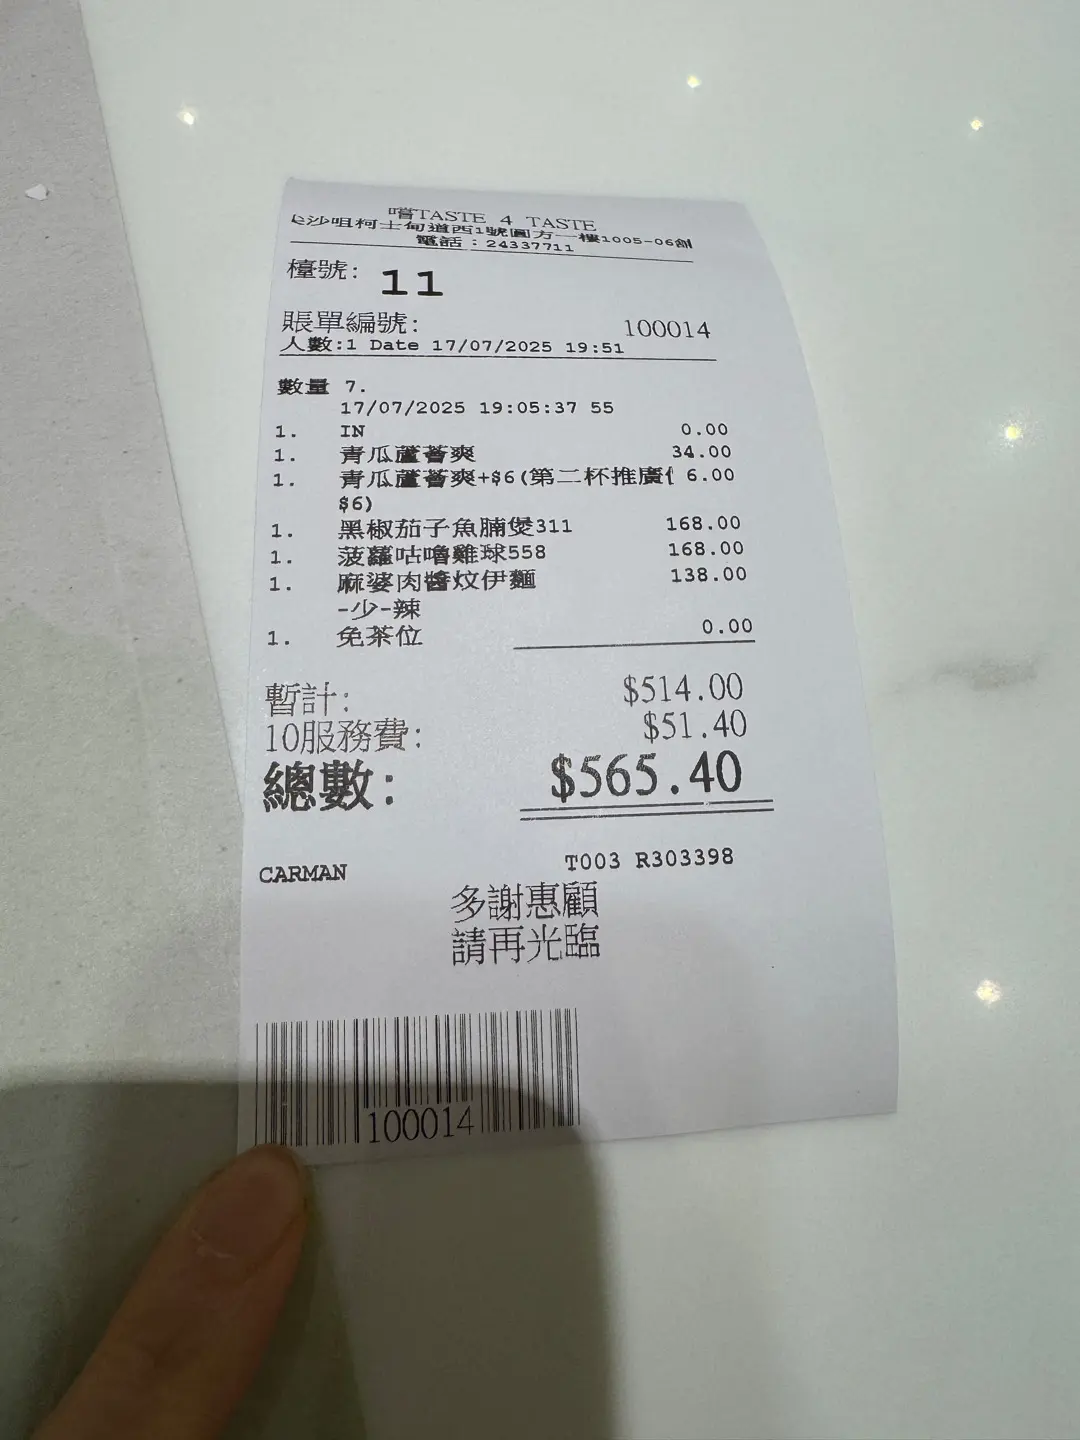 嚐TASTE 4 TASTE
尖沙咀柯士甸道西1號圓方一樓1005-06舖
電話：24337711
檯號: 11
賬單編號: 100014
人數:1 Date 17/07/2025 19:51
數量 7.
17/07/2025 19:05:37 55
1. IN 0.00
1. 青瓜蘆薈爽 34.00
1. 青瓜蘆薈爽+$6(第二杯推廣 6.00
$6)
1. 黑椒茄子魚腩煲311 168.00
1. 菠蘿咕嚕雞球558 168.00
1. 麻婆肉醬炆伊麵 138.00
-少-辣
1. 免茶位 0.00
暫計: $514.00
10服務費: $51.40
總數: $565.40
CARMAN T003 R303398
多謝惠顧
請再光臨
100014